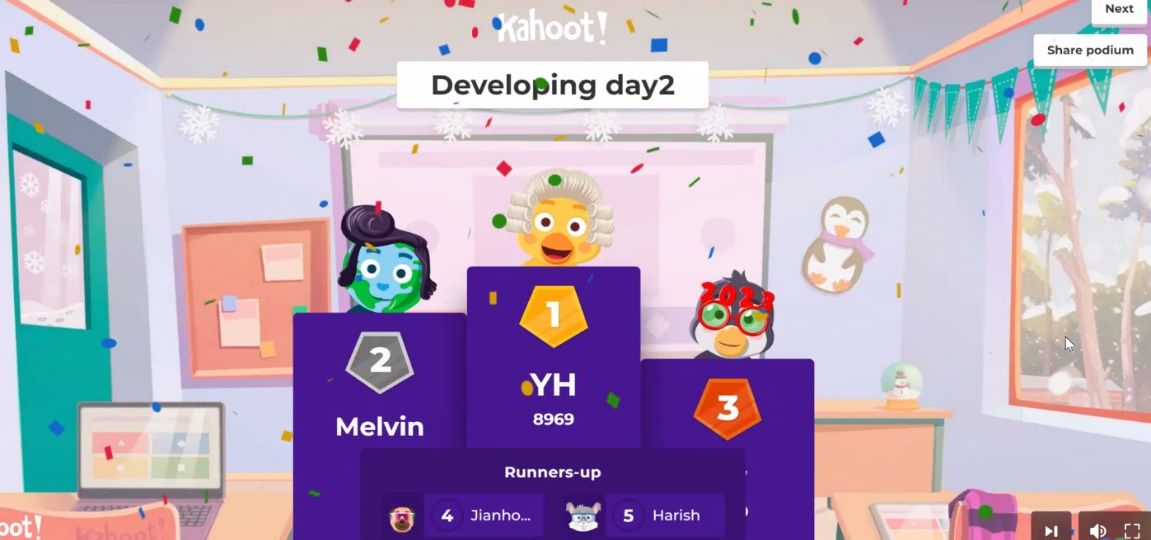 Kahoot!
Next
Share podium
Developing day2
2023
1
2
YH
3
8969
Melvin
Runners-up
4 Jianho...
5 Harish
oot!